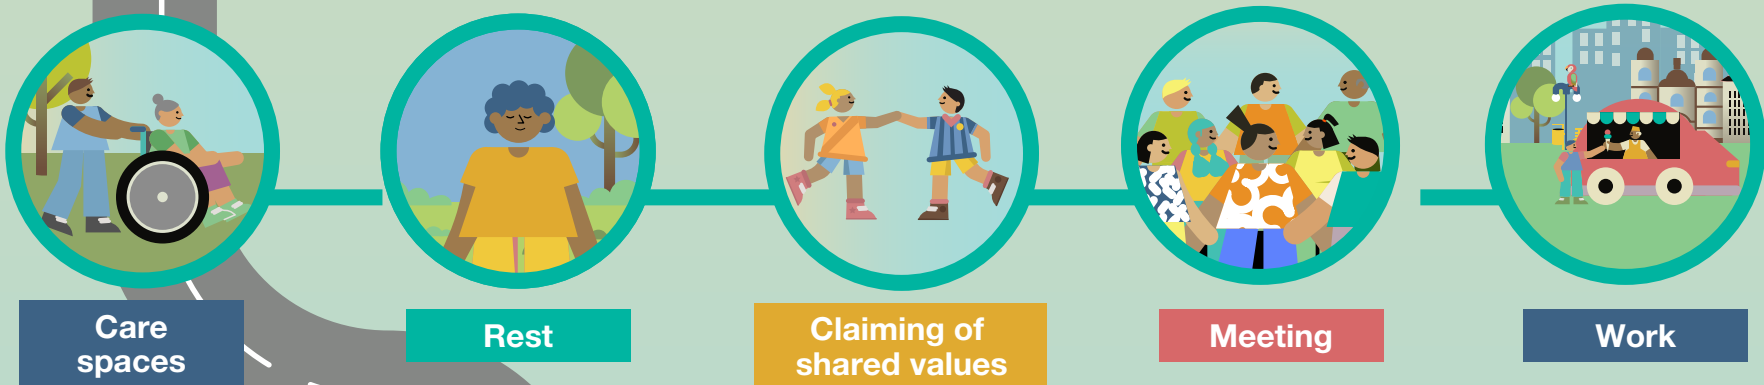 Care
spaces
Rest
Claiming of
shared values
Meeting
Work